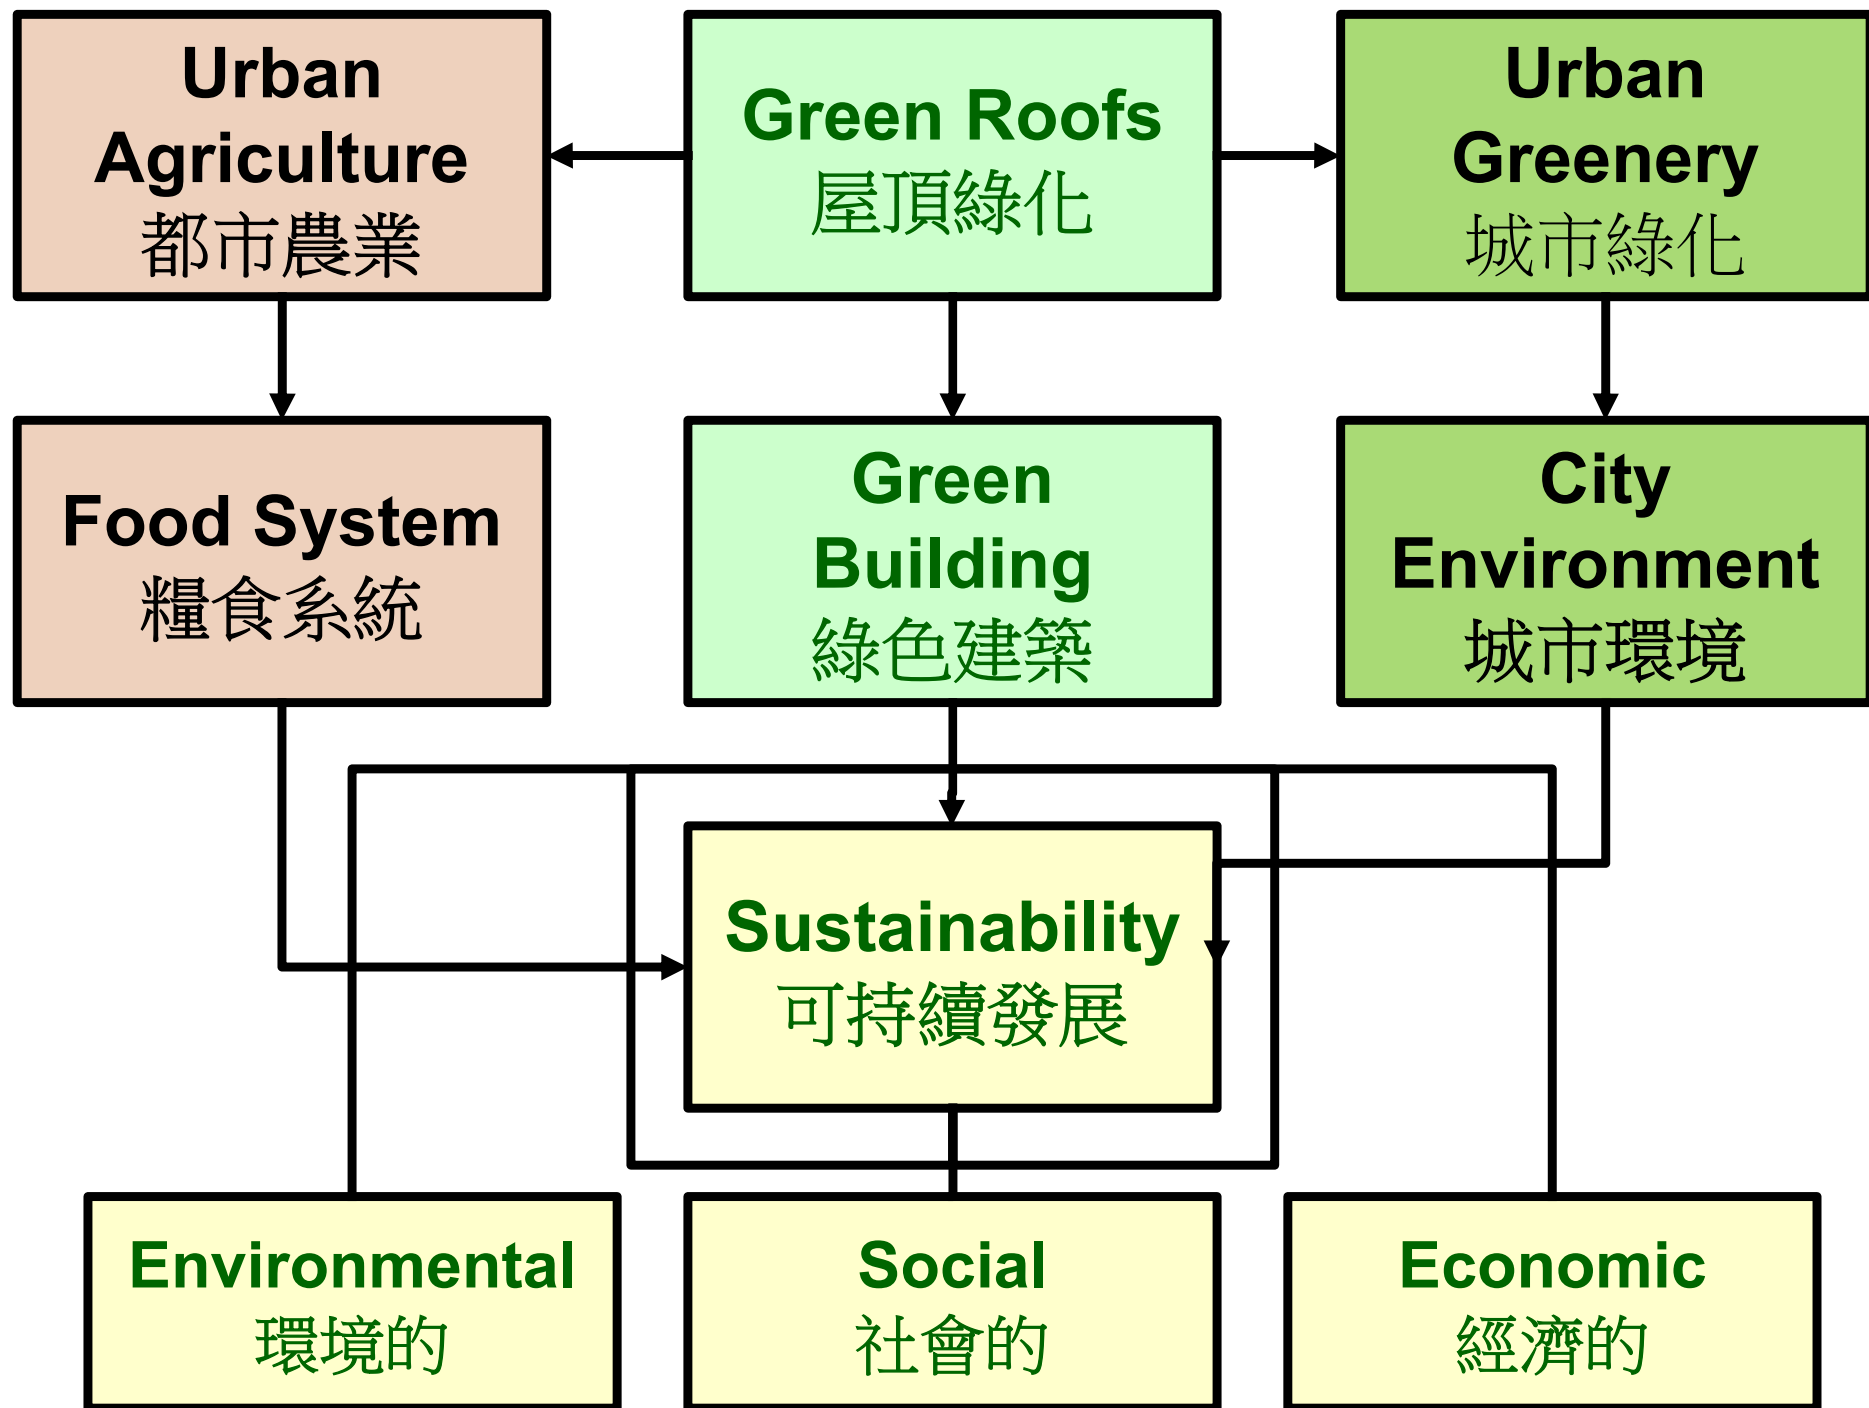 Urban
Agriculture
都市農業
Green Roofs
屋頂綠化
Urban
Greenery
城市綠化
Food System
糧食系統
Green
Building
綠色建築
City
Environment
城市環境
Sustainability
可持續發展
Environmental
環境的
Social
社會的
Economic
經濟的